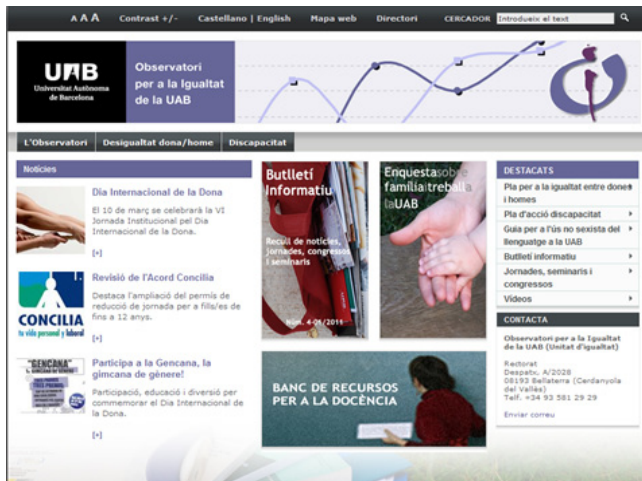 A A A Contrast +/- Castellano | English Mapa web Directori CERCADOR Introdueix el text
UAB
Universitat Autònoma
de Barcelona
Observatori
per a la Igualtat
de la UAB
L'Observatori Desigualtat dona/home Discapacitat
Notícies
Dia Internacional de la Dona
El 10 de març se celebrarà la VI
Jornada Institucional pel Dia
Internacional de la Dona.
[+]
CONCILIA
tu vida personal y laboral
Revisió de l'Acord Concilia
Destaca l'ampliació del permís de
reducció de jornada per a fills/es de
fins a 12 anys.
[+]
"GENCANA"
Participa a la Gencana, la
gimcana de gènere!
Participació, educació i diversió per
commemorar el Dia Internacional de
la Dona.
[+]
Butlletí
Informatiu
Recull de notícies,
jornades, congressos
i seminaris
Núm. 4-01/2011
Enquesta sobre
família i treball a
la UAB
BANC DE RECURSOS
PER A LA DOCÈNCIA
DESTACATS
Pla per a la igualtat entre dones
i homes
Pla d'acció discapacitat
Guia per a l'ús no sexista del
llenguatge a la UAB
Butlletí informatiu
Jornades, seminaris i
congressos
Vídeos
CONTACTA
Observatori per a la Igualtat
de la UAB (Unitat d'igualtat)
Rectorat
Despatx, A/2028
08193 Bellaterra (Cerdanyola
del Vallès)
Telf. +34 93 581 29 29
Enviar correu